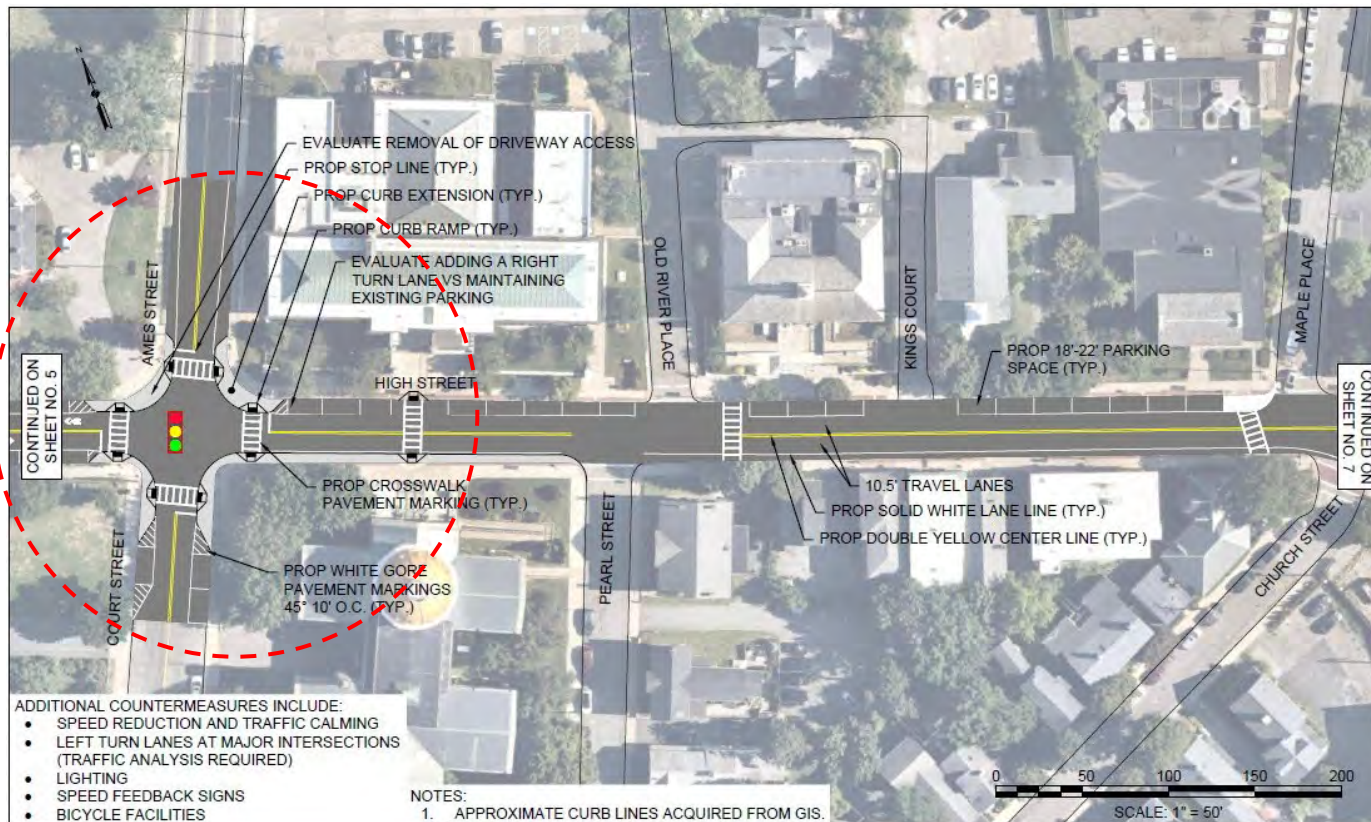 N
EVALUATE REMOVAL OF DRIVEWAY ACCESS
PROP STOP LINE (TYP.)
PROP CURB EXTENSION (TYP.)
PROP CURB RAMP (TYP.)
EVALUATE ADDING A RIGHT
TURN LANE VS MAINTAINING
EXISTING PARKING
AMES STREET
OLD RIVER PLACE
KINGS COURT
MAPLE PLACE
PROP 18'-22' PARKING
SPACE (TYP.)
HIGH STREET
CONTINUED ON
SHEET NO. 5
CONTINUED ON
SHEET NO. 7
PROP CROSSWALK
PAVEMENT MARKING (TYP.)
10.5' TRAVEL LANES
PROP SOLID WHITE LANE LINE (TYP.)
PROP DOUBLE YELLOW CENTER LINE (TYP.)
PROP WHITE GORE
PAVEMENT MARKINGS
45° 10' O.C. (TYP.)
COURT STREET
PEARL STREET
CHURCH STREET
ADDITIONAL COUNTERMEASURES INCLUDE:
• SPEED REDUCTION AND TRAFFIC CALMING
• LEFT TURN LANES AT MAJOR INTERSECTIONS
(TRAFFIC ANALYSIS REQUIRED)
• LIGHTING
• SPEED FEEDBACK SIGNS
• BICYCLE FACILITIES
NOTES:
1. APPROXIMATE CURB LINES ACQUIRED FROM GIS.
0 50 100 150 200
SCALE: 1" = 50'